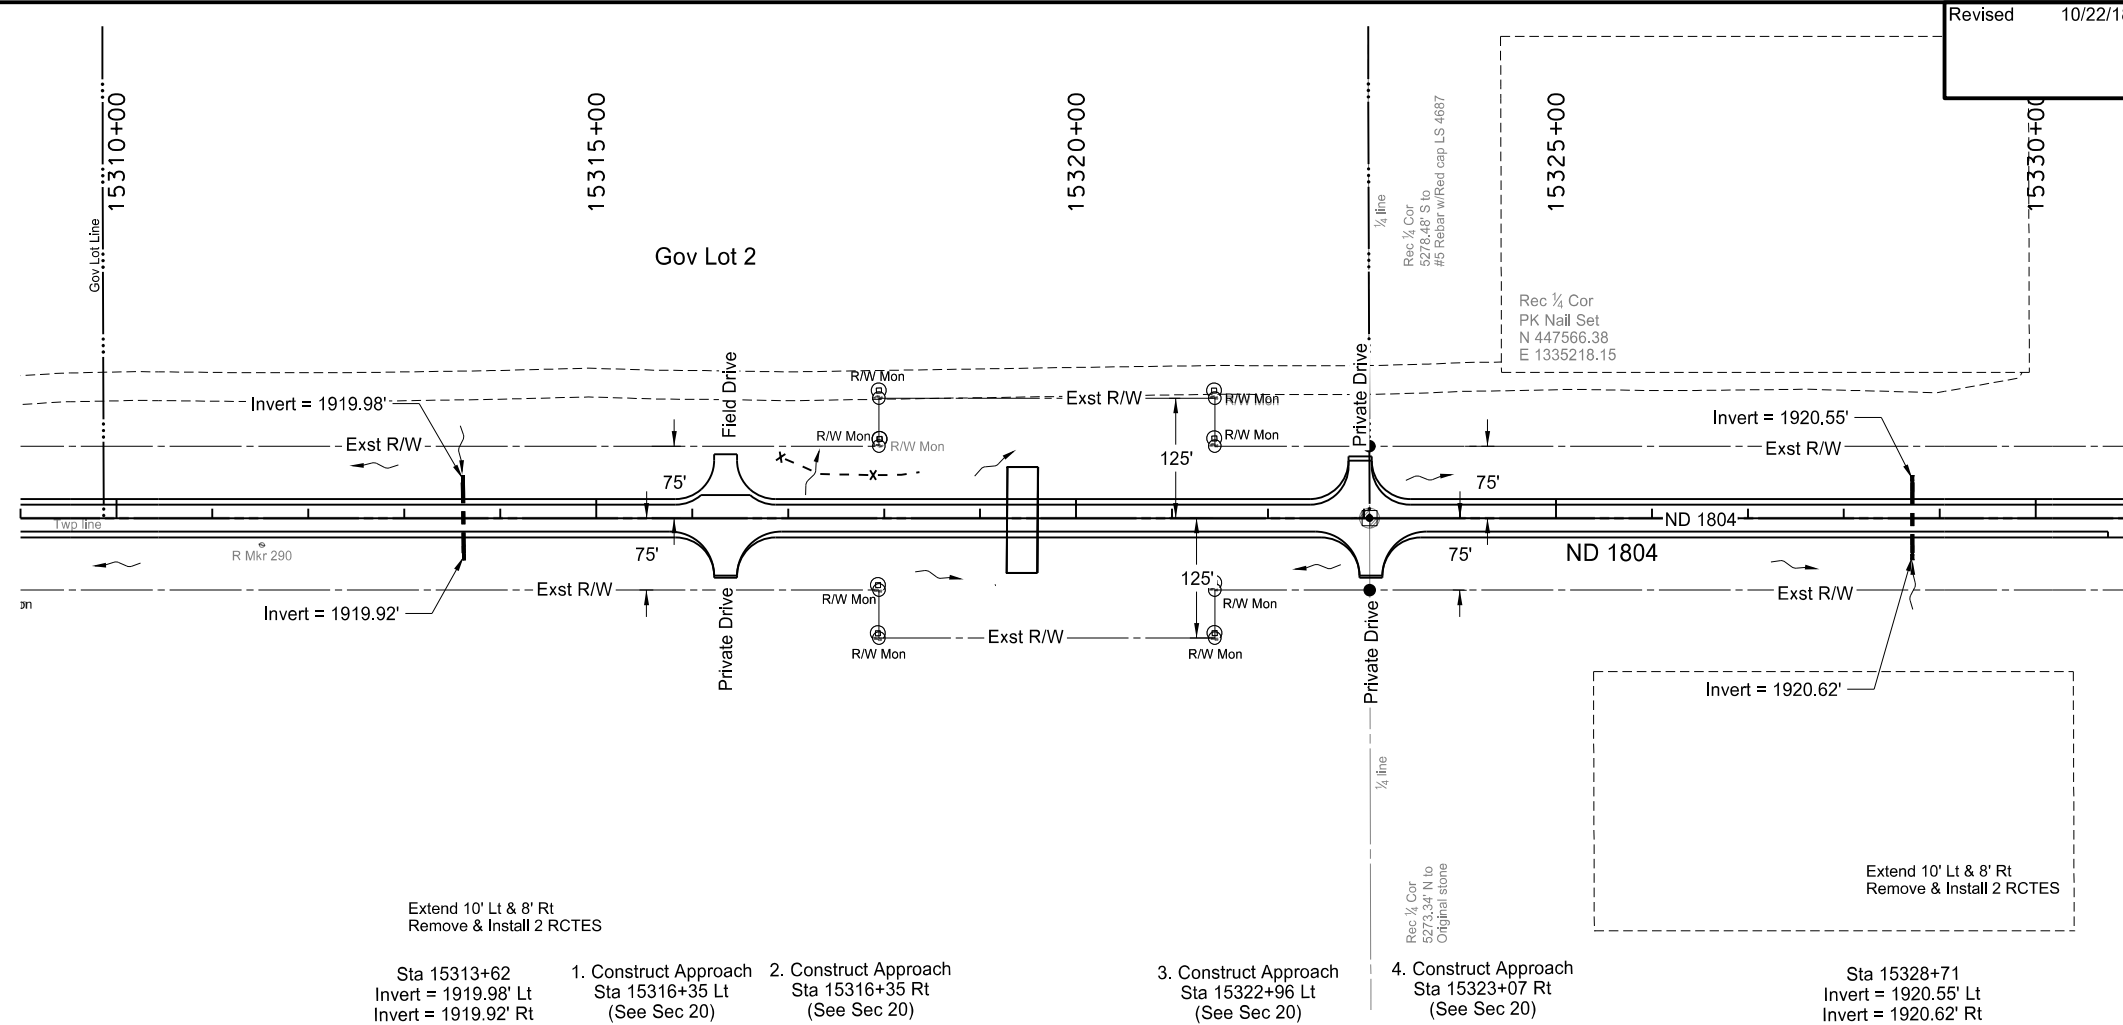 Revised 10/22/18
15310+00
15315+00
15320+00
15325+00
15330+00
Gov Lot Line
Gov Lot 2
¼ line
Rec ¼ Cor
5278.48' S to
#5 Rebar w/Red cap LS 4687
Rec ¼ Cor
PK Nail Set
N 447566.38
E 1335218.15
Field Drive
Private Drive
R/W Mon
Exst R/W
R/W Mon
Invert = 1919.98'
Invert = 1920.55'
Exst R/W
R/W Mon
R/W Mon
R/W Mon
Exst R/W
125'
75'
75'
Twp line
ND 1804
R Mkr 290
75'
75'
ND 1804
125'
Exst R/W
Exst R/W
R/W Mon
R/W Mon
Invert = 1919.92'
Private Drive
Exst R/W
Private Drive
R/W Mon
R/W Mon
Invert = 1920.62'
¼ line
Rec ¼ Cor
5273.34' N to
Original stone
Extend 10' Lt & 8' Rt
Remove & Install 2 RCTES
Extend 10' Lt & 8' Rt
Remove & Install 2 RCTES
Sta 15313+62
Invert = 1919.98' Lt
Invert = 1919.92' Rt
1. Construct Approach
Sta 15316+35 Lt
(See Sec 20)
2. Construct Approach
Sta 15316+35 Rt
(See Sec 20)
3. Construct Approach
Sta 15322+96 Lt
(See Sec 20)
4. Construct Approach
Sta 15323+07 Rt
(See Sec 20)
Sta 15328+71
Invert = 1920.55' Lt
Invert = 1920.62' Rt